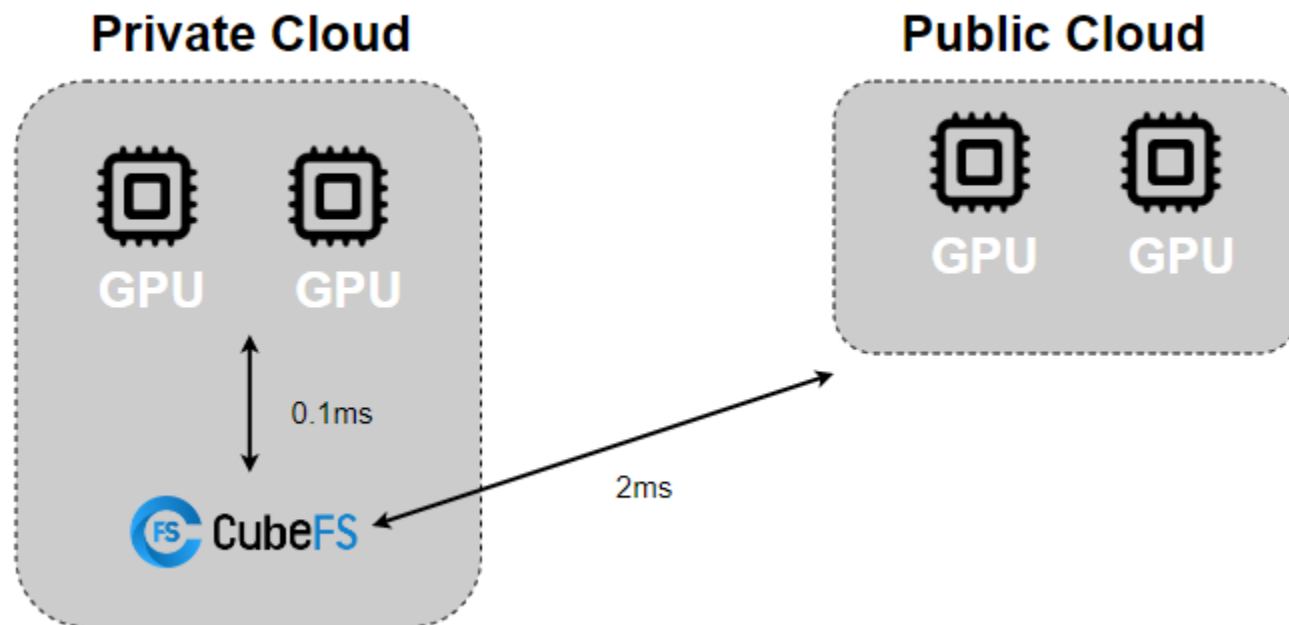 Private Cloud
Public Cloud
GPU GPU
GPU GPU
0.1ms
2ms
FS CubeFS